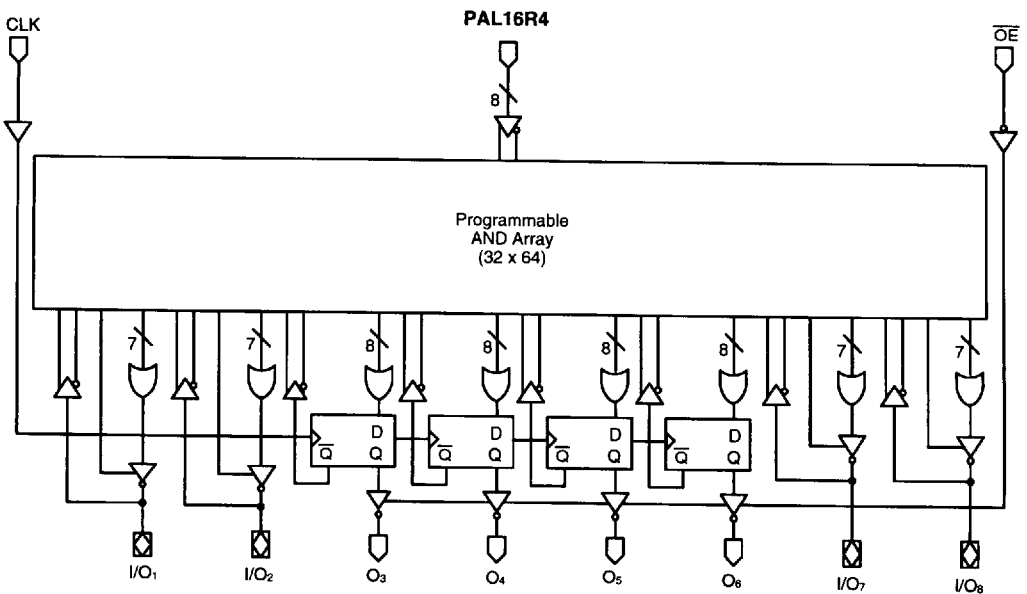 PAL16R4
CLK
OE
8
Programmable
AND Array
(32 x 64)
7
7
8
8
8
8
7
7
D
Q
Q
D
Q
Q
D
Q
Q
D
Q
Q
I/O1
I/O2
O3
O4
O5
O6
I/O7
I/O8